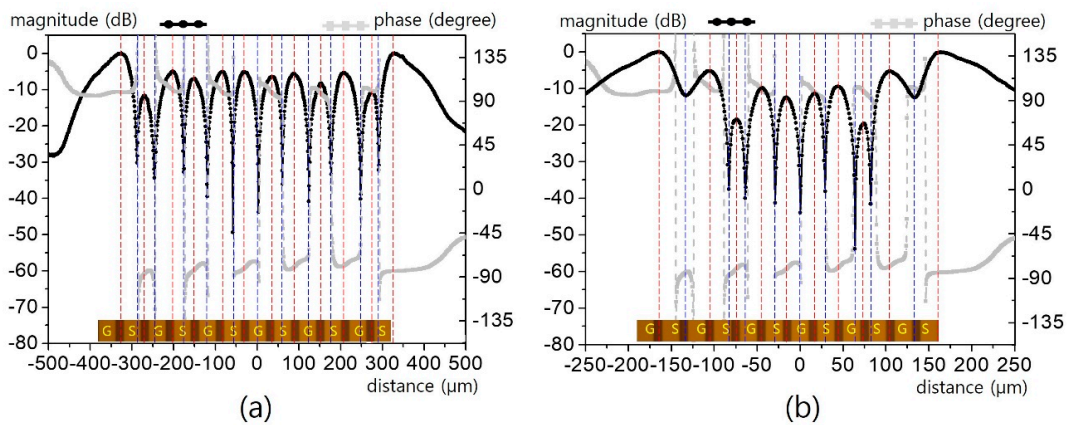 magnitude (dB)
phase (degree)
0
-10
-20
-30
-40
-50
-60
-70
-80
135
90
45
0
-45
-90
-135
G S G S G S G S G S G S
-500 -400 -300 -200 -100 0 100 200 300 400 500
distance (μm)
(a)
magnitude (dB)
phase (degree)
0
-10
-20
-30
-40
-50
-60
-70
-80
135
90
45
0
-45
-90
-135
G S G S G S G S G S G S
-250 -200 -150 -100 -50 0 50 100 150 200 250
distance (μm)
(b)